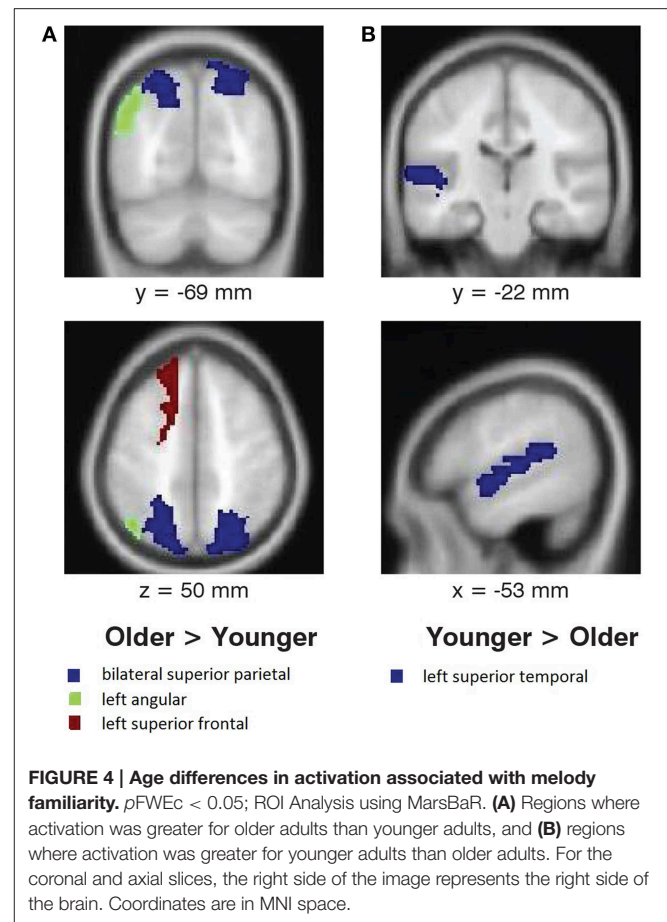 A
B
y = -69 mm
y = -22 mm
z = 50 mm
x = -53 mm
Older > Younger
bilateral superior parietal
left angular
left superior frontal
Younger > Older
left superior temporal
FIGURE 4 | Age differences in activation associated with melody
familiarity. pFWEc < 0.05; ROI Analysis using MarsBaR. (A) Regions where
activation was greater for older adults than younger adults, and (B) regions
where activation was greater for younger adults than older adults. For the
coronal and axial slices, the right side of the image represents the right side of
the brain. Coordinates are in MNI space.